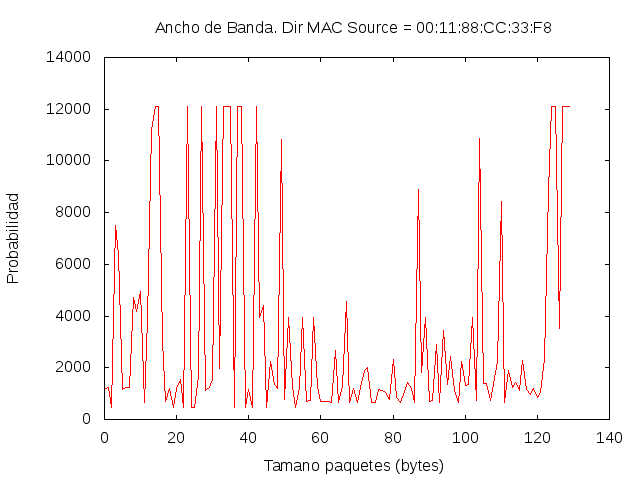 Ancho de Banda. Dir MAC Source = 00:11:88:CC:33:F8
14000
12000
10000
8000
6000
4000
2000
0
Probabilidad
0 20 40 60 80 100 120 140
Tamano paquetes (bytes)